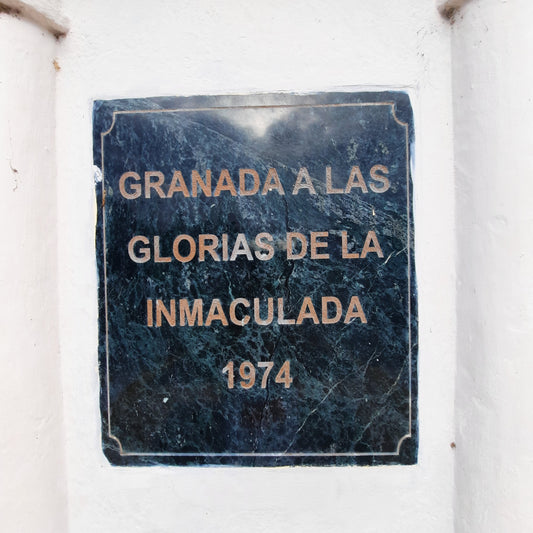 GRANADA A LAS
GLORIAS DE LA
INMACULADA
1974